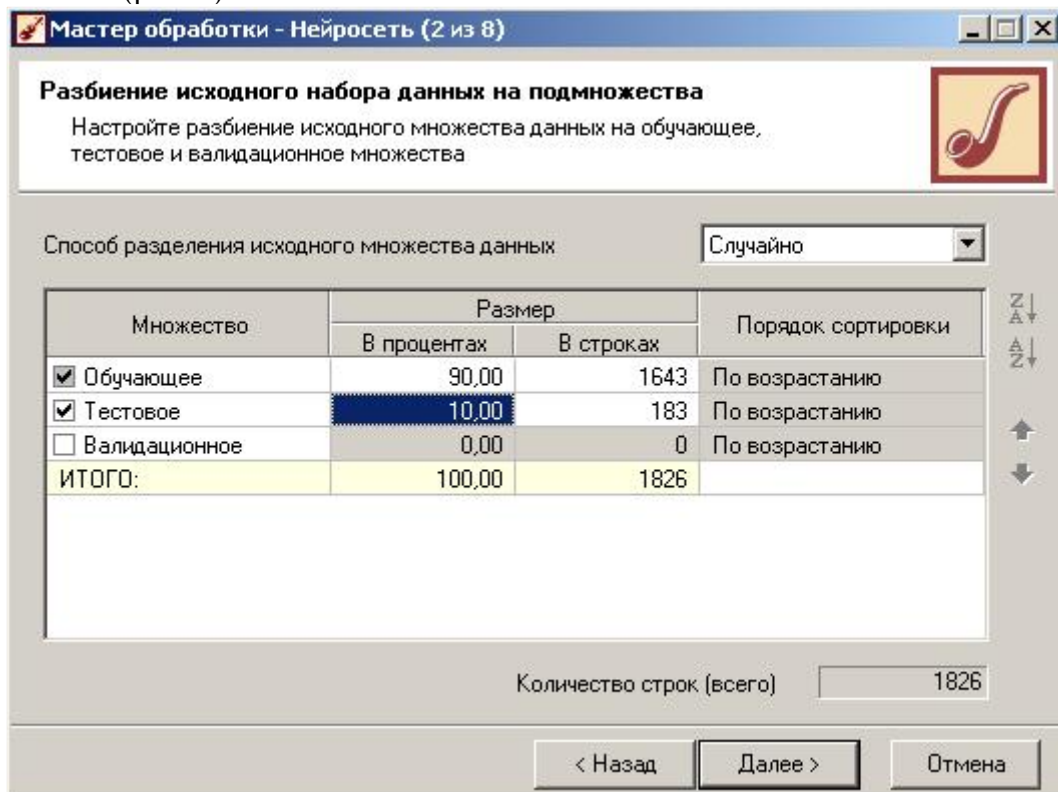 Мастер обработки - Нейросеть (2 из 8)
Разбиение исходного набора данных на подмножества
Настройте разбиение исходного множества данных на обучающее,
тестовое и валидационное множества
Способ разделения исходного множества данных Случайно
Множество Размер Порядок сортировки
В процентах В строках
Обучающее 90,00 1643 По возрастанию
Тестовое 10,00 183 По возрастанию
Валидационное 0,00 0 По возрастанию
ИТОГО: 100,00 1826
Количество строк (всего) 1826
< Назад Далее > Отмена